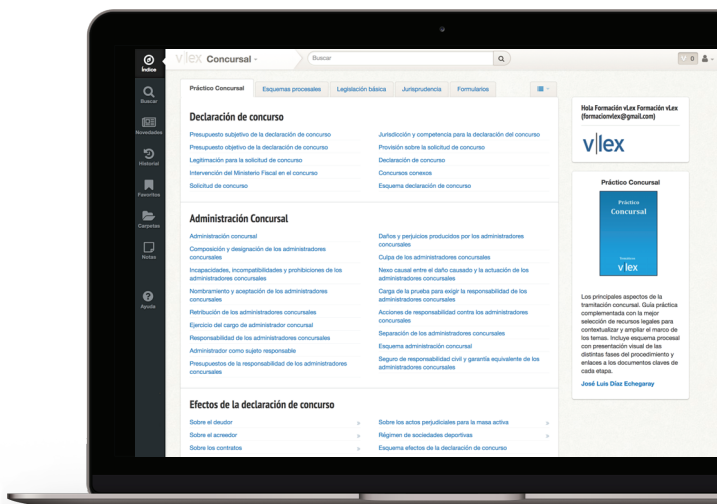 Índice
Buscar
Novedades
Historial
Favoritos
Carpetas
Notas
Ayuda
vlex Concursal
Buscar
0
Práctico Concursal
Esquemas procesales
Legislación básica
Jurisprudencia
Formularios
Declaración de concurso
Presupuesto subjetivo de la declaración de concurso
Presupuesto objetivo de la declaración de concurso
Legitimación para la solicitud de concurso
Intervención del Ministerio Fiscal en el concurso
Solicitud de concurso
Jurisdicción y competencia para la declaración del concurso
Provisión sobre la solicitud de concurso
Declaración de concurso
Concursos conexos
Esquema declaración de concurso
Administración Concursal
Administración concursal
Composición y designación de los administradores
concursales
Incapacidades, incompatibilidades y prohibiciones de los
administradores concursales
Nombramiento y aceptación de los administradores
concursales
Retribución de los administradores concursales
Ejercicio del cargo de administrador concursal
Responsabilidad de los administradores concursales
Administrador como sujeto responsable
Presupuestos de la responsabilidad de los administradores
concursales
Daños y perjuicios producidos por los administradores
concursales
Culpa de los administradores concursales
Nexo causal entre el daño causado y la actuación de los
administradores concursales
Carga de la prueba para exigir la responsabilidad de los
administradores concursales
Acciones de responsabilidad contra los administradores
concursales
Separación de los administradores concursales
Esquema administración concursal
Seguro de responsabilidad civil y garantía equivalente de los
administradores concursales
Efectos de la declaración de concurso
Sobre el deudor »
Sobre el acreedor »
Sobre los contratos »
Sobre los actos perjudiciales para la masa activa »
Régimen de sociedades deportivas »
Esquema efectos de la declaración de concurso
Hola Formación vLex Formación vLex
(formacionvlex@gmail.com)
v|lex
Práctico Concursal
Práctico
Concursal
v lex
Los principales aspectos de la
tramitación concursal. Guía práctica
complementada con la mejor
selección de recursos legales para
contextualizar y ampliar el marco de
los temas. Incluye esquema procesal
con presentación visual de las
distintas fases del procedimiento y
enlaces a los documentos claves de
cada etapa.
José Luis Díaz Echegaray